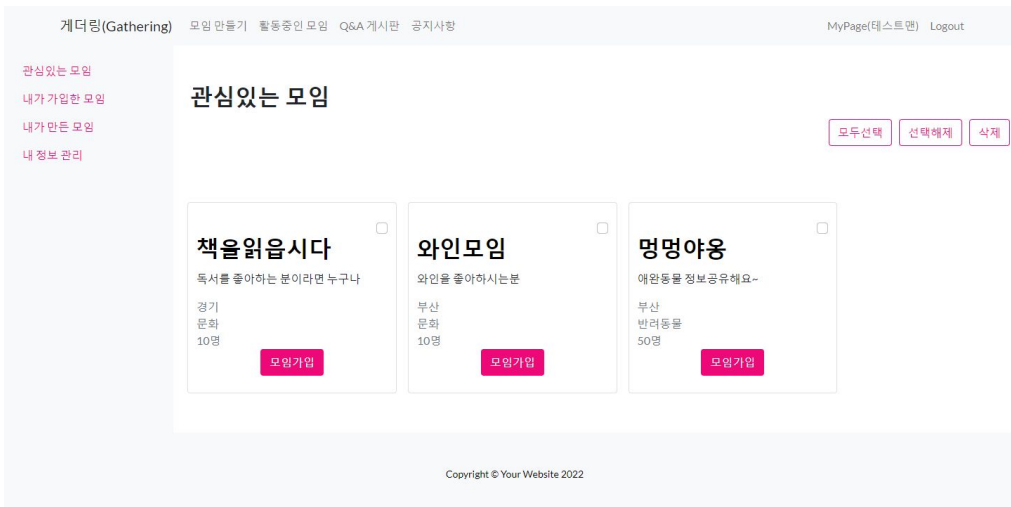 게더링(Gathering) 모임 만들기 활동중인 모임 Q&A 게시판 공지사항 MyPage(테스트맨) Logout
관심있는 모임
내가 가입한 모임
내가 만든 모임
내 정보 관리
관심있는 모임
모두선택 선택해제 삭제
책을읽읍시다
독서를 좋아하는 분이라면 누구나
경기
문화
10명
모임가입
와인모임
와인을 좋아하시는분
부산
문화
10명
모임가입
멍멍야옹
애완동물 정보공유해요~
부산
반려동물
50명
모임가입
Copyright © Your Website 2022